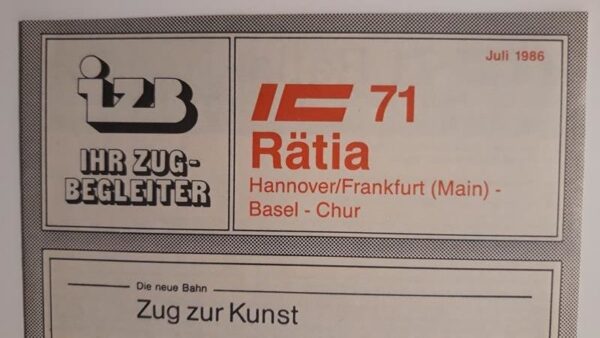 izb
IHR ZUG-
BEGLEITER
Juli 1986
IC 71
Rätia
Hannover/Frankfurt (Main) -
Basel - Chur
Die neue Bahn
Zug zur Kunst